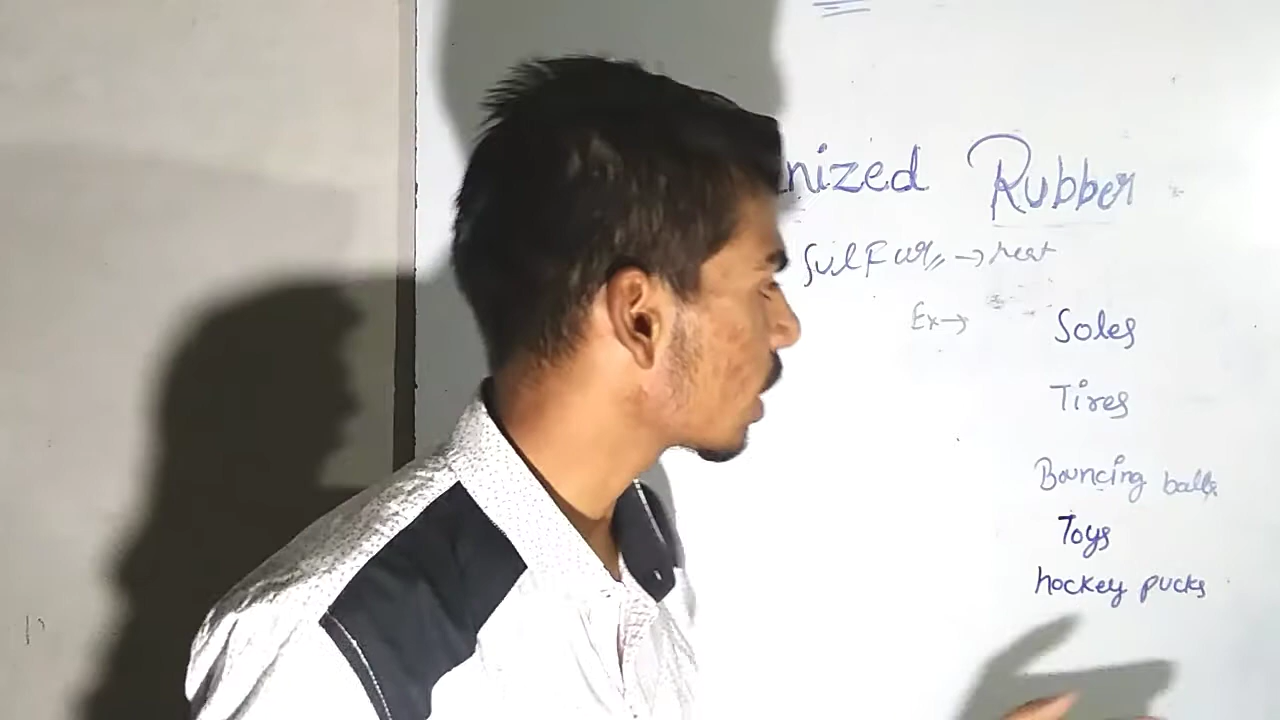 nized Rubber
Sulfur → heat
Ex→ Soles
Tires
Bouncing balls
Toys
hockey pucks